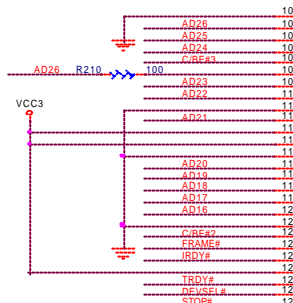 10
AD26
10
AD25
10
AD24
10
C/BE#3
10
AD26 R210 100
10
AD23
10
AD22
VCC3
11
AD21
11
11
11
11
AD20
11
AD19
11
AD18
11
AD17
11
AD16
12
12
C/BE#2
12
FRAME#
12
IRDY#
12
12
TRDY#
12
DEVSEL#
12
STOP#